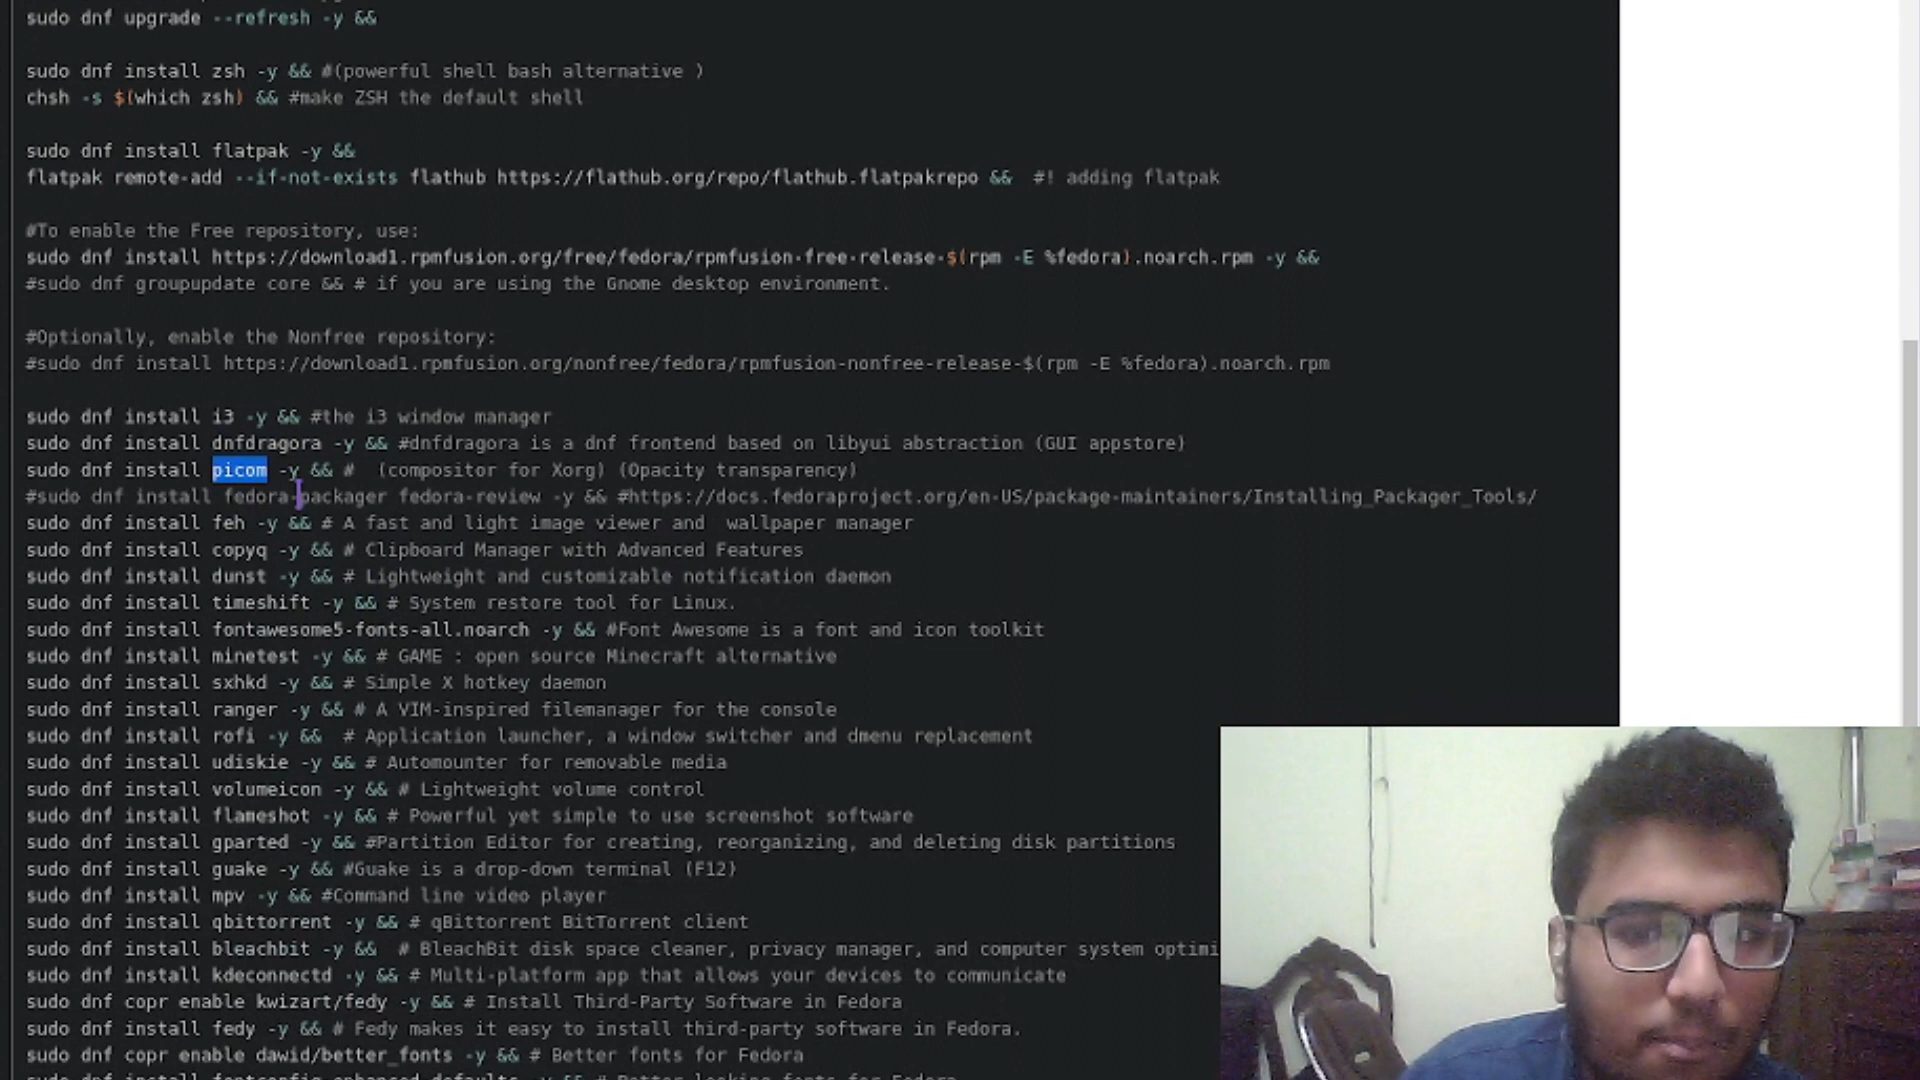 sudo dnf upgrade --refresh -y &&
sudo dnf install zsh -y && #(powerful shell bash alternative )
chsh -s $(which zsh) && #make ZSH the default shell
sudo dnf install flatpak -y &&
flatpak remote-add --if-not-exists flathub https://flathub.org/repo/flathub.flatpakrepo &&  #! adding flatpak
#To enable the Free repository, use:
sudo dnf install https://download1.rpmfusion.org/free/fedora/rpmfusion-free-release-$(rpm -E %fedora).noarch.rpm -y &&
#sudo dnf groupupdate core && # if you are using the Gnome desktop environment.
#Optionally, enable the Nonfree repository:
#sudo dnf install https://download1.rpmfusion.org/nonfree/fedora/rpmfusion-nonfree-release-$(rpm -E %fedora).noarch.rpm
sudo dnf install i3 -y && #the i3 window manager
sudo dnf install dnfdragora -y && #dnfdragora is a dnf frontend based on libyui abstraction (GUI appstore)
sudo dnf install picom -y && #  (compositor for Xorg) (Opacity transparency)
#sudo dnf install fedora-packager fedora-review -y && #https://docs.fedoraproject.org/en-US/package-maintainers/Installing_Packager_Tools/
sudo dnf install feh -y && # A fast and light image viewer and  wallpaper manager
sudo dnf install copyq -y && # Clipboard Manager with Advanced Features
sudo dnf install dunst -y && # Lightweight and customizable notification daemon
sudo dnf install timeshift -y && # System restore tool for Linux.
sudo dnf install fontawesome5-fonts-all.noarch -y && #Font Awesome is a font and icon toolkit
sudo dnf install minetest -y && # GAME : open source Minecraft alternative
sudo dnf install sxhkd -y && # Simple X hotkey daemon
sudo dnf install ranger -y && # A VIM-inspired filemanager for the console
sudo dnf install rofi -y &&  # Application launcher, a window switcher and dmenu replacement
sudo dnf install udiskie -y && # Automounter for removable media
sudo dnf install volumeicon -y && # Lightweight volume control
sudo dnf install flameshot -y && # Powerful yet simple to use screenshot software
sudo dnf install gparted -y && #Partition Editor for creating, reorganizing, and deleting disk partitions
sudo dnf install guake -y && #Guake is a drop-down terminal (F12)
sudo dnf install mpv -y && #Command line video player
sudo dnf install qbittorrent -y && # qBittorrent BitTorrent client
sudo dnf install bleachbit -y &&  # BleachBit disk space cleaner, privacy manager, and computer system optimi
sudo dnf install kdeconnectd -y && # Multi-platform app that allows your devices to communicate
sudo dnf copr enable kwizart/fedy -y && # Install Third-Party Software in Fedora
sudo dnf install fedy -y && # Fedy makes it easy to install third-party software in Fedora.
sudo dnf copr enable dawid/better_fonts -y && # Better fonts for Fedora